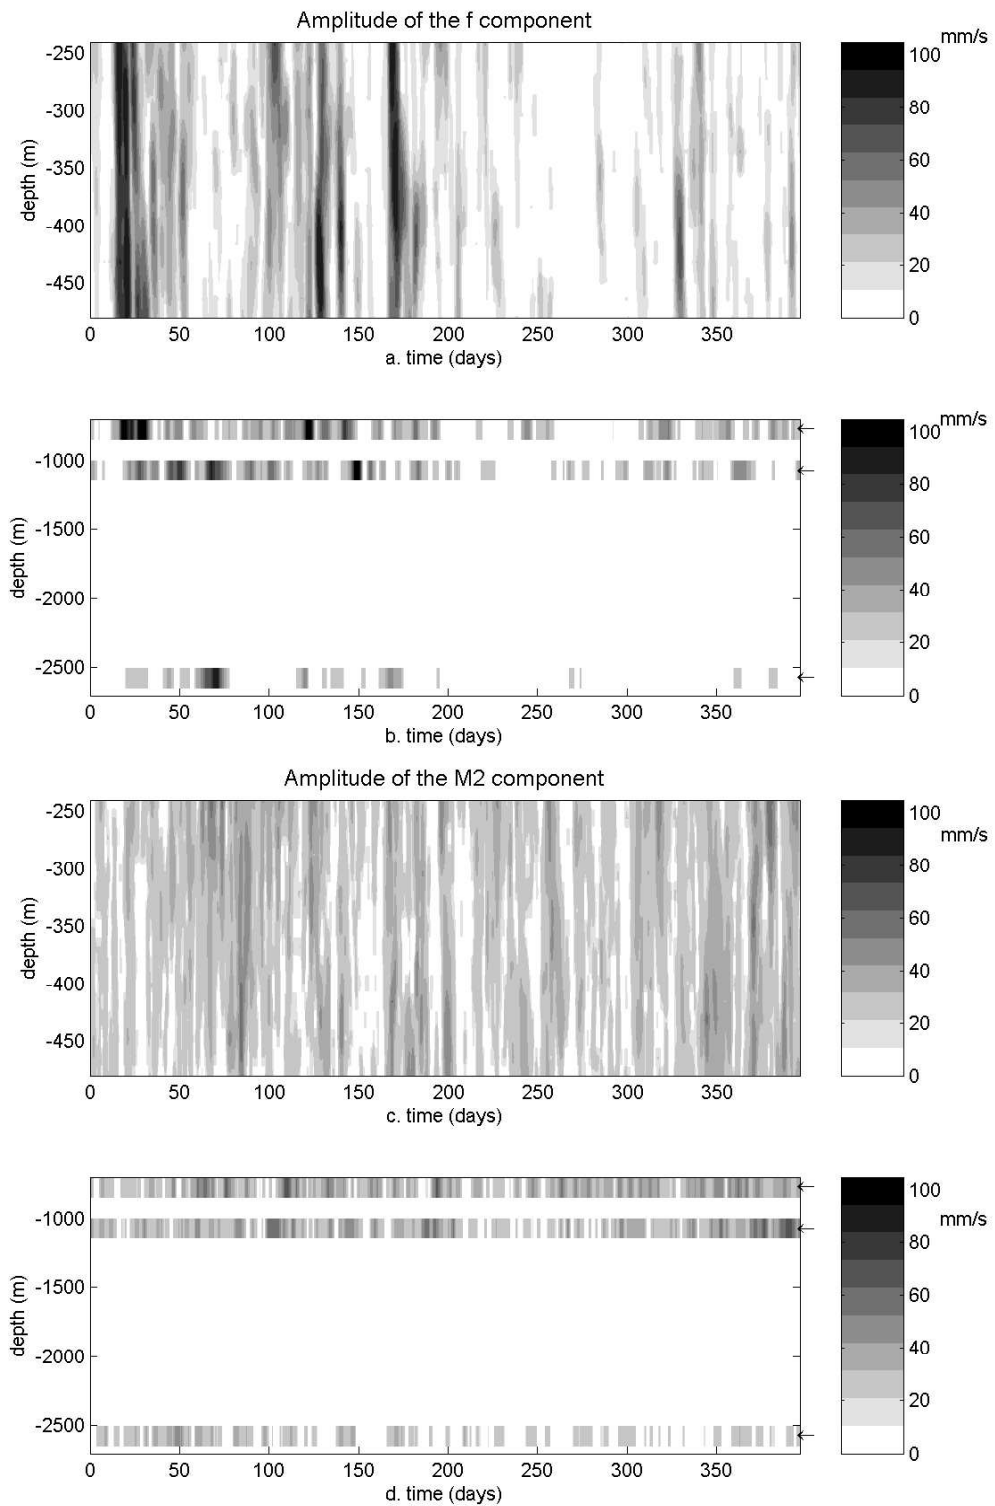 Amplitude of the f component
mm/s
-250
-300
-350
-400
-450
depth (m)
0 50 100 150 200 250 300 350
a. time (days)
100
80
60
40
20
0
mm/s
-1000
-1500
-2000
-2500
depth (m)
0 50 100 150 200 250 300 350
b. time (days)
100
80
60
40
20
0
Amplitude of the M2 component
mm/s
-250
-300
-350
-400
-450
depth (m)
0 50 100 150 200 250 300 350
c. time (days)
100
80
60
40
20
0
mm/s
-1000
-1500
-2000
-2500
depth (m)
0 50 100 150 200 250 300 350
d. time (days)
100
80
60
40
20
0